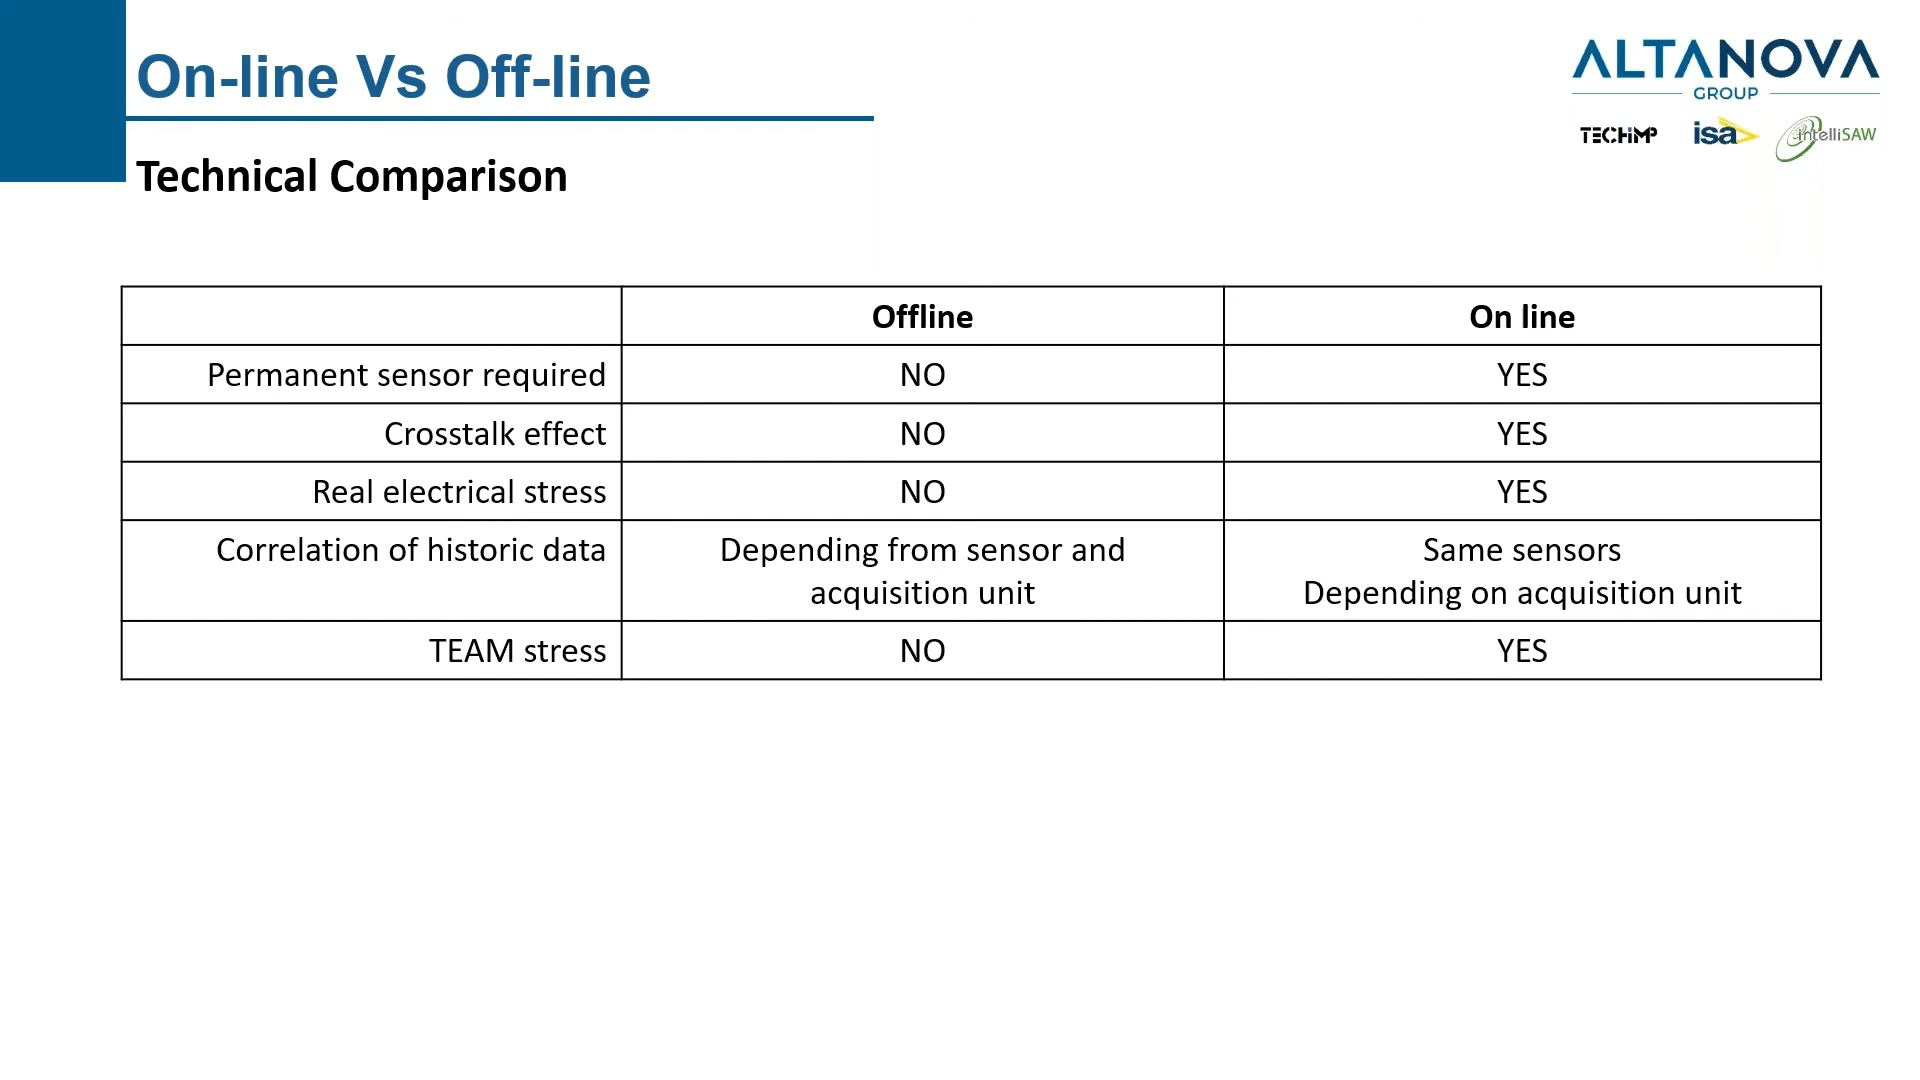 On-line Vs Off-line
ALTANOVA
GROUP
TECHIMP
isa
intelliSAW
Technical Comparison
Offline
On line
Permanent sensor required
NO
YES
Crosstalk effect
NO
YES
Real electrical stress
NO
YES
Correlation of historic data
Depending from sensor and
acquisition unit
Same sensors
Depending on acquisition unit
TEAM stress
NO
YES